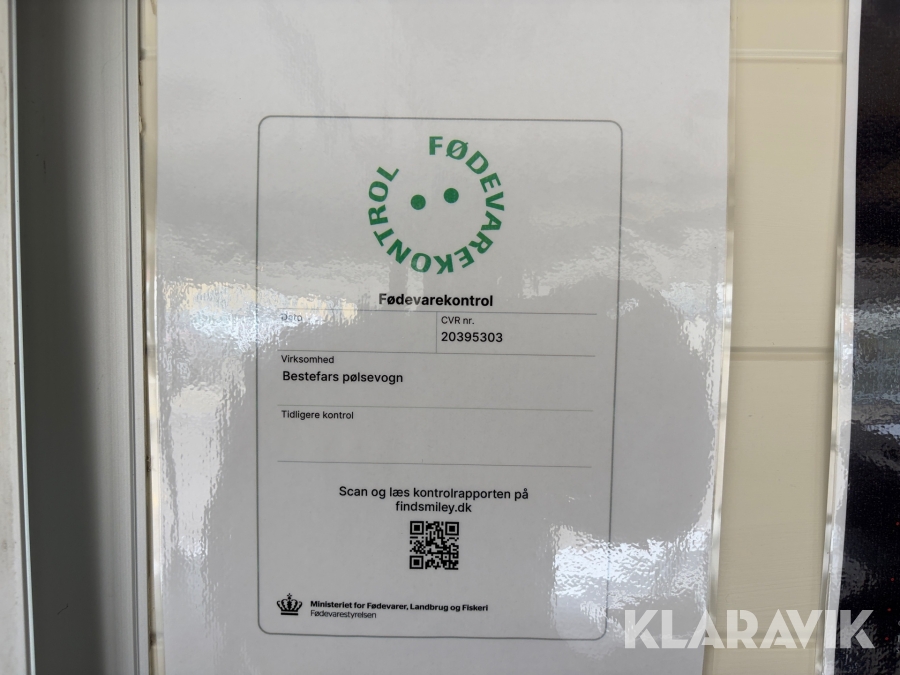 FØDEVAREKONTROL
Fødevarekontrol
Dato
CVR nr.
20395303
Virksomhed
Bestefars pølsevogn
Tidligere kontrol
Scan og læs kontrolrapporten på
findsmiley.dk
Ministeriet for Fødevarer, Landbrug og Fiskeri
Fødevarestyrelsen
KLARAVIK